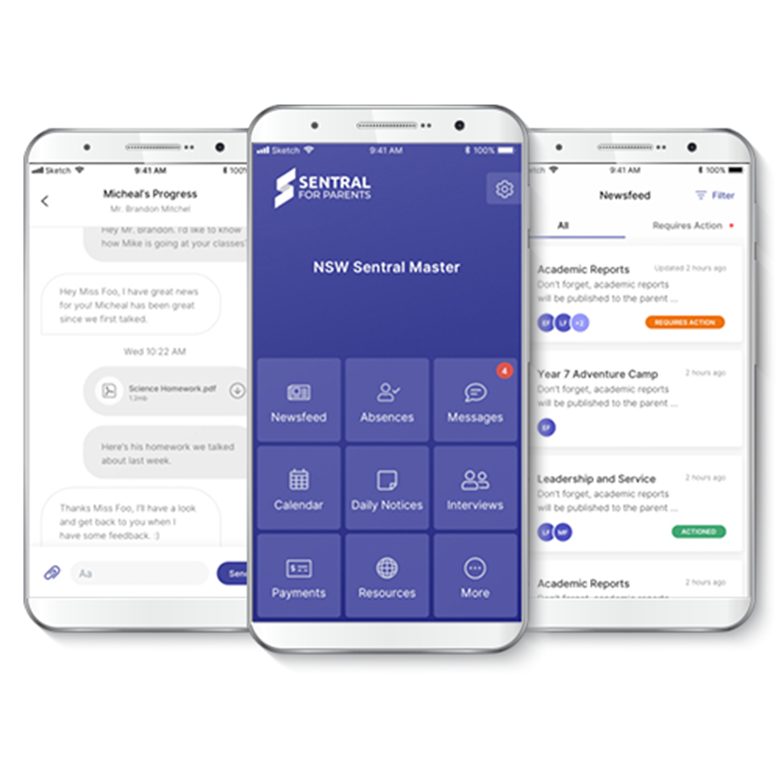 Sketch
9:41 AM
100%
Micheal's Progress
Mr. Brandon Mitchel
Hey Mr. Brandon. I'd like to know
how Mike is going at your classes?
Hey Miss Foo, I have great news
for you! Micheal has been great
since we first talked.
Wed 10:22 AM
Science Homework.pdf
1.2mb
Here's his homework we talked
about last week.
Thanks Miss Foo, I'll have a look
and get back to you when I
have some feedback. :)
Aa
Sen
Sketch
9:41 AM
100%
SENTRAL
FOR PARENTS
NSW Sentral Master
Newsfeed
Absences
4
Messages
Calendar
Daily Notices
Interviews
Payments
Resources
More
tch
9:41 AM
100%
Newsfeed
Filter
All
Requires Action
Academic Reports
Updated 2 hours ago
Don't forget, academic reports
will be published to the parent ...
EF
LF
+2
REQUIRES ACTION
Year 7 Adventure Camp
2 hours ago
Don't forget, academic reports
will be published to the parent ...
EF
Leadership and Service
2 hours ago
Don't forget, academic reports
will be published to the parent ...
LF
MF
ACTIONED
Academic Reports
2 hours ago
Don't forget, academic reports